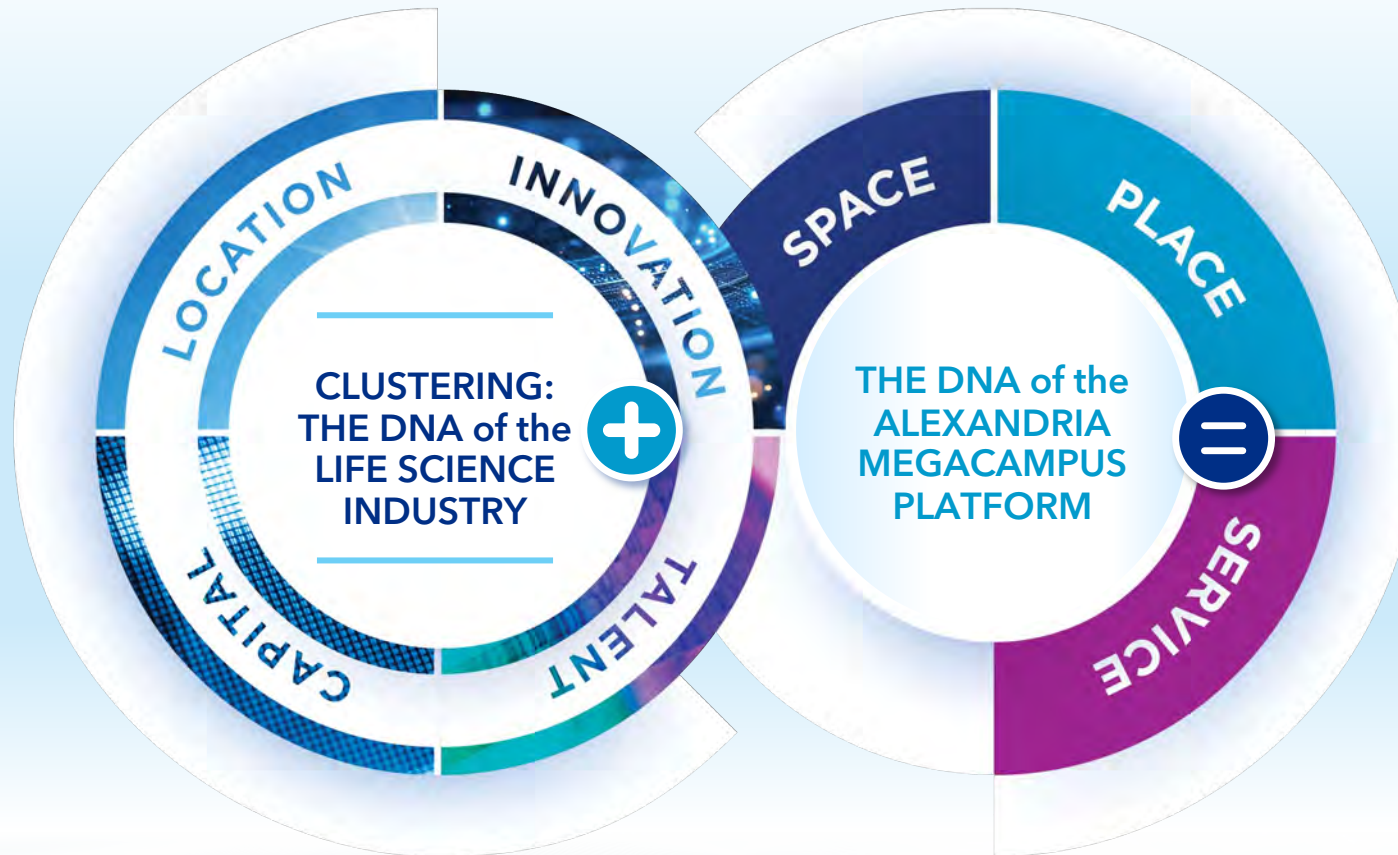 LOCATION
INNOVATION
CAPITAL
TALENT
CLUSTERING:
THE DNA of the
LIFE SCIENCE
INDUSTRY
+
SPACE
PLACE
SERVICE
THE DNA of the
ALEXANDRIA
MEGACAMPUS
PLATFORM
=